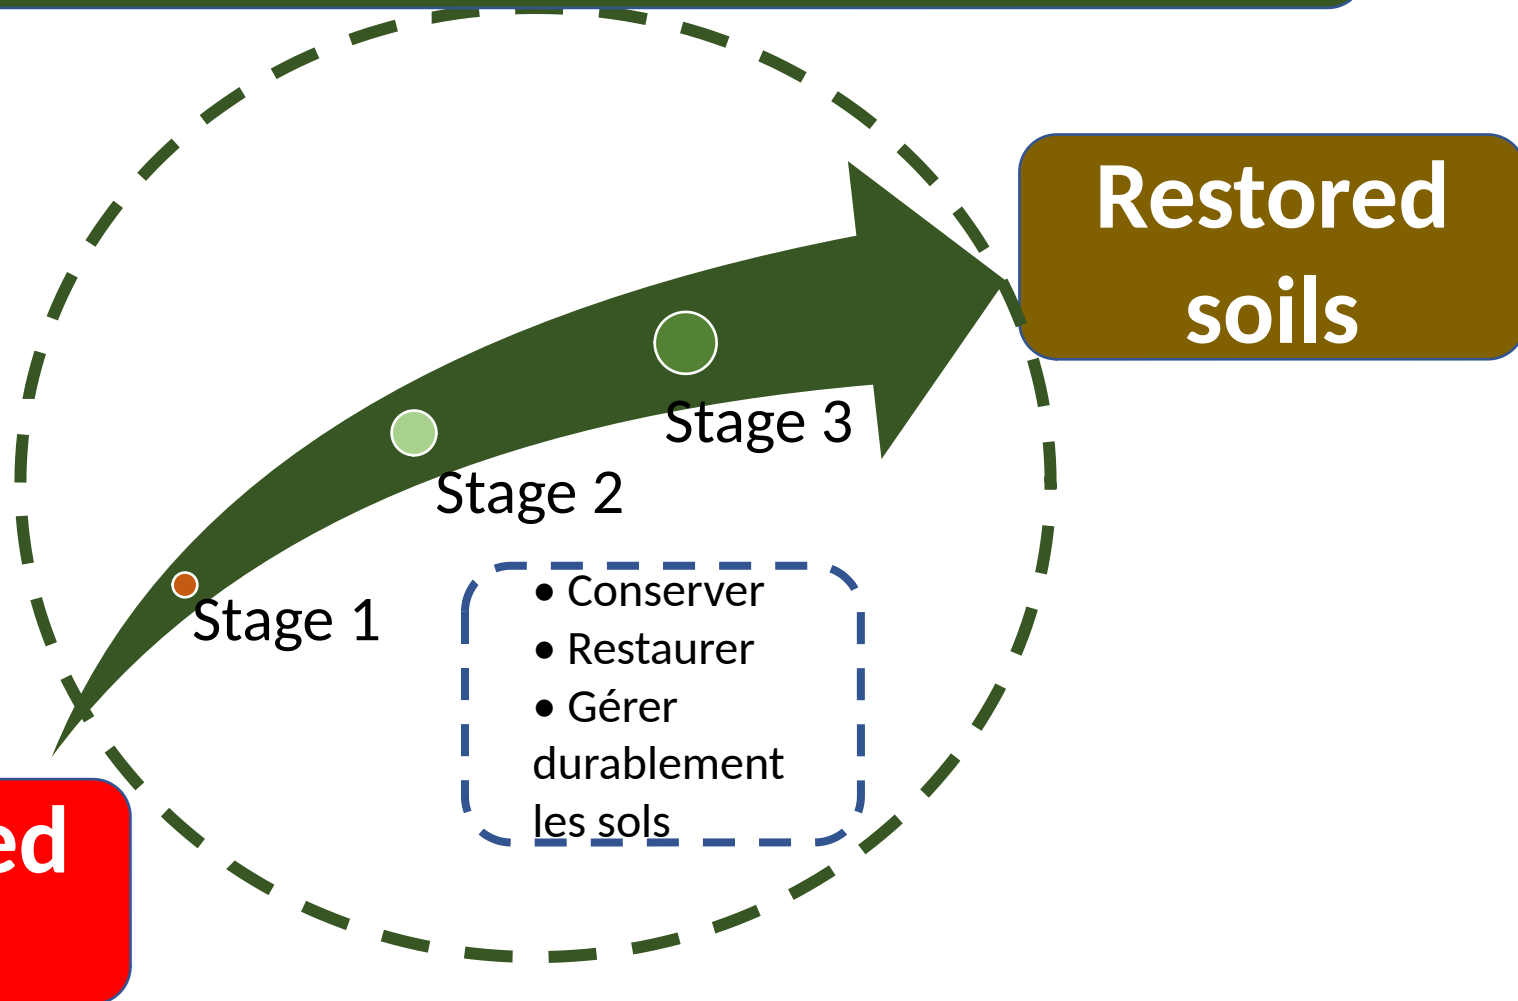 Restored
soils
Stage 3
Stage 2
Stage 1
• Conserver
• Restaurer
• Gérer
durablement
les sols
ed